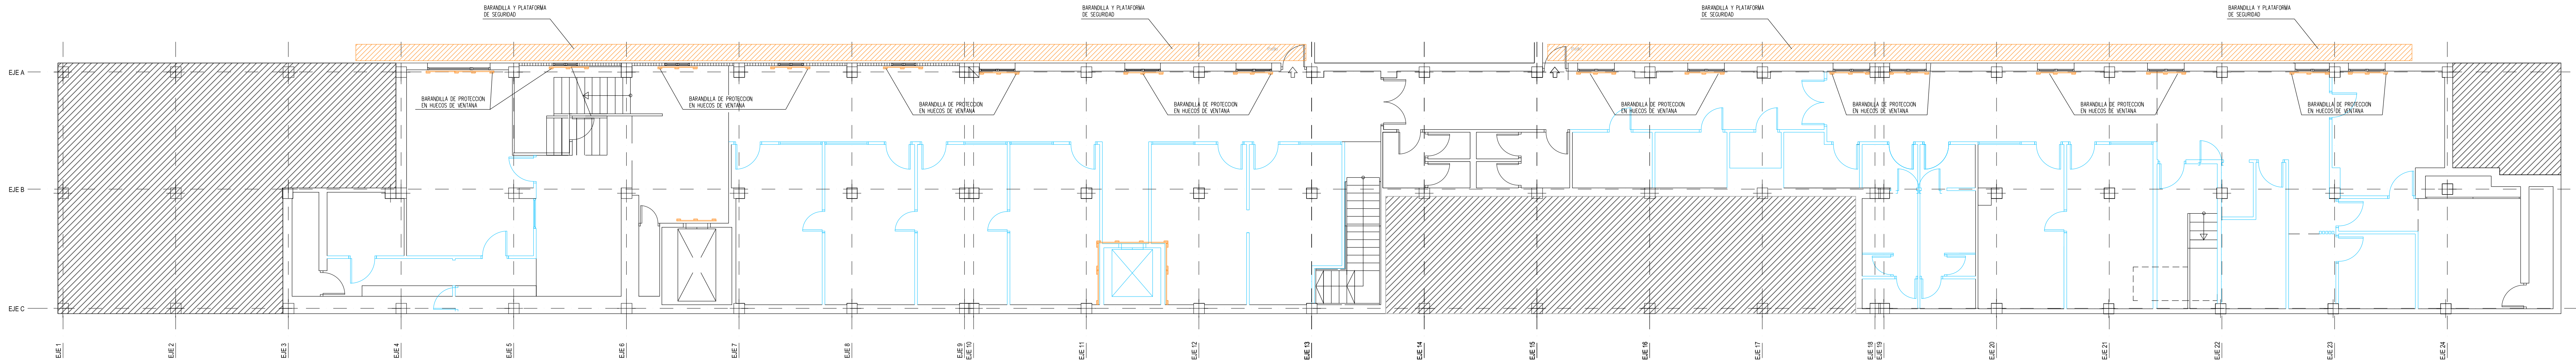 BARANDILLA Y PLATAFORMA
DE SEGURIDAD
BARANDILLA Y PLATAFORMA
DE SEGURIDAD
BARANDILLA Y PLATAFORMA
DE SEGURIDAD
BARANDILLA Y PLATAFORMA
DE SEGURIDAD
EJE A
BARANDILLA DE PROTECCION
EN HUECOS DE VENTANA
BARANDILLA DE PROTECCION
EN HUECOS DE VENTANA
BARANDILLA DE PROTECCION
EN HUECOS DE VENTANA
BARANDILLA DE PROTECCION
EN HUECOS DE VENTANA
BARANDILLA DE PROTECCION
EN HUECOS DE VENTANA
BARANDILLA DE PROTECCION
EN HUECOS DE VENTANA
BARANDILLA DE PROTECCION
EN HUECOS DE VENTANA
BARANDILLA DE PROTECCION
EN HUECOS DE VENTANA
EJE B
EJE C
EJE 1
EJE 2
EJE 3
EJE 4
EJE 5
EJE 6
EJE 7
EJE 8
EJE 9
EJE 10
EJE 11
EJE 12
EJE 13
EJE 14
EJE 15
EJE 16
EJE 17
EJE 18
EJE 19
EJE 20
EJE 21
EJE 22
EJE 23
EJE 24